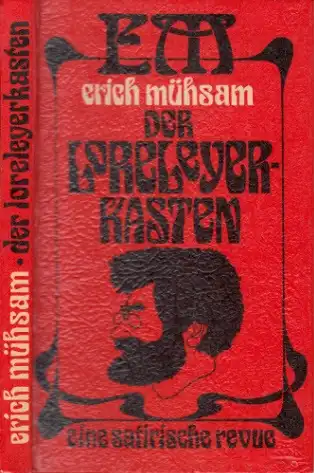 erich mühsam · der loreleyerkasten
EM
erich mühsam
DER
LORELEYER-
KASTEN
eine satirische revue